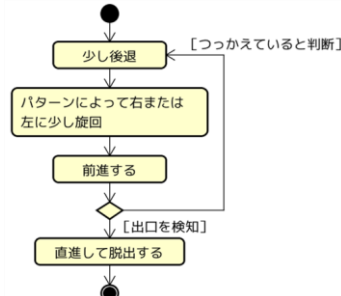 [つっかえていると判断]
少し後退
パターンによって右または
左に少し旋回
前進する
[出口を検知]
直進して脱出する